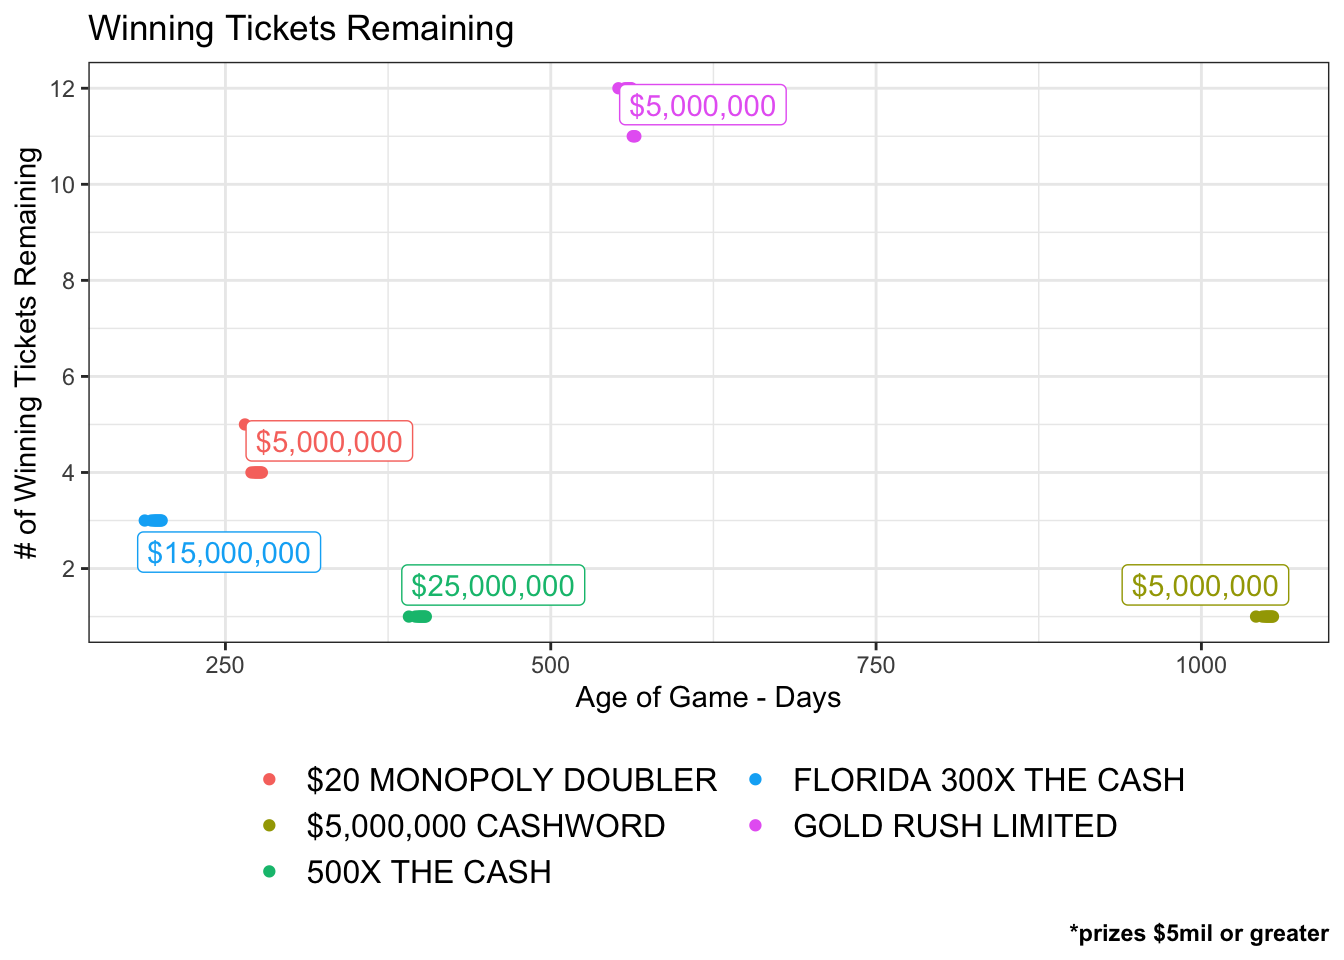 Winning Tickets Remaining
# of Winning Tickets Remaining
12
10
8
6
4
2
$5,000,000
$5,000,000
$15,000,000
$25,000,000
$5,000,000
250
500
750
1000
Age of Game - Days
$20 MONOPOLY DOUBLER
$5,000,000 CASHWORD
500X THE CASH
FLORIDA 300X THE CASH
GOLD RUSH LIMITED
*prizes $5mil or greater